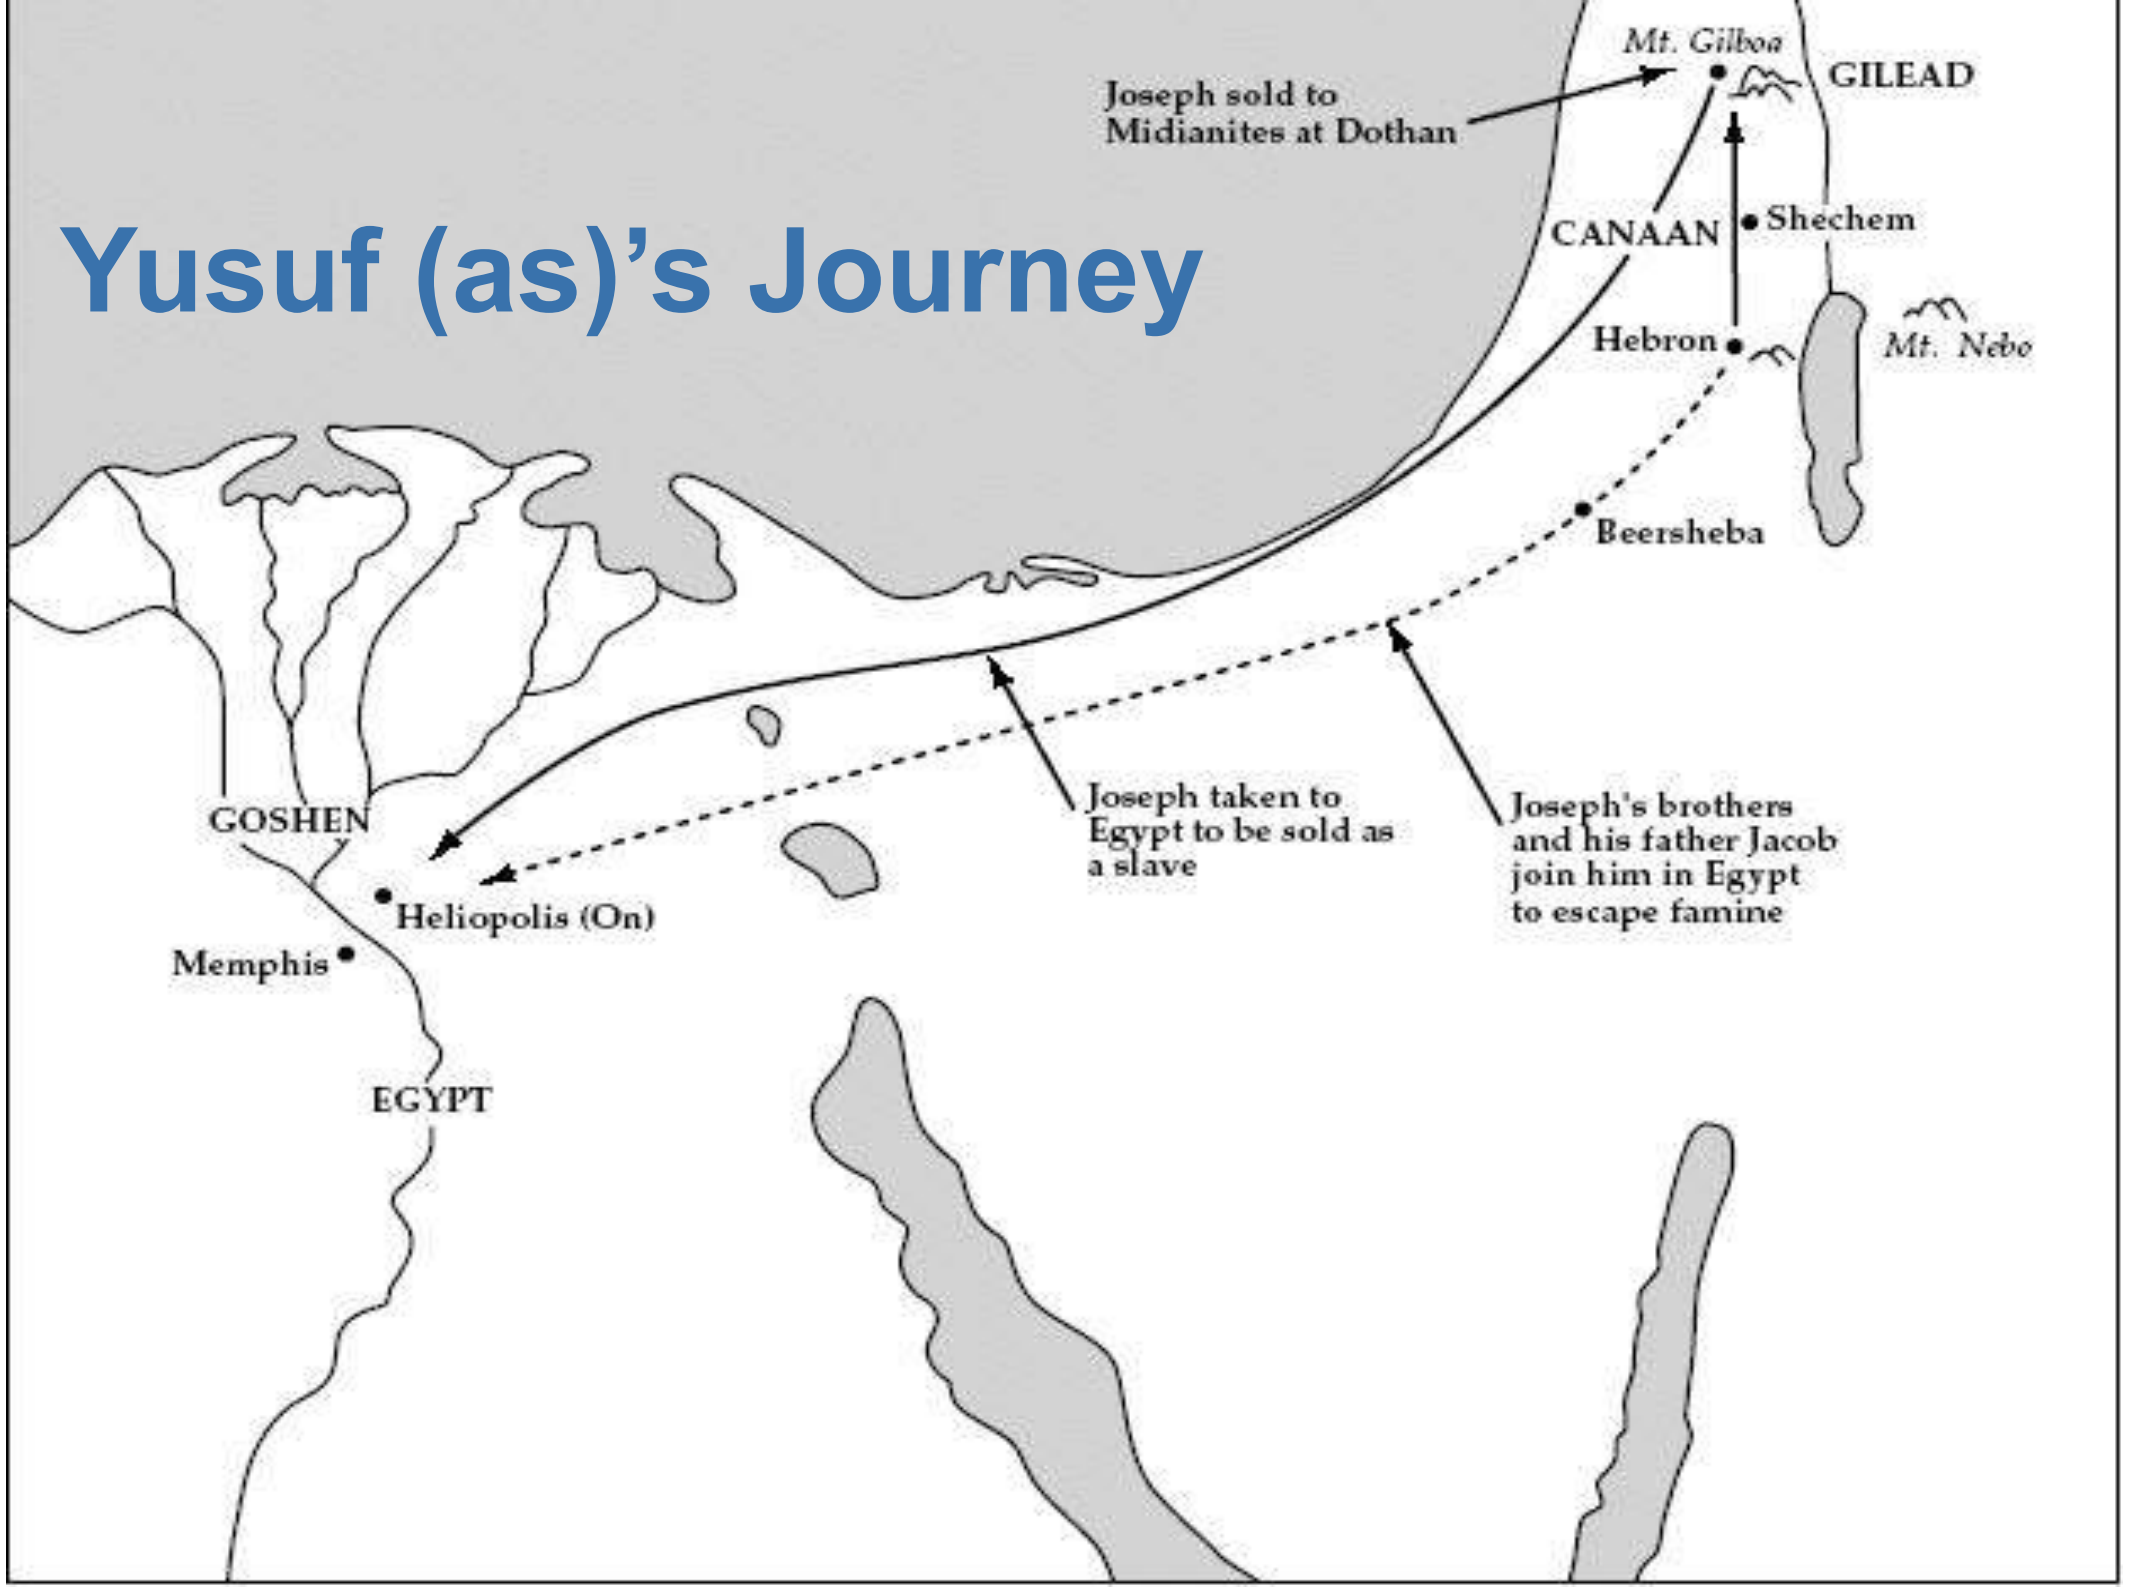 Mt. Gilboa
GILEAD
Joseph sold to
Midianites at Dothan
Shechem
CANAAN
Yusuf (as)’s Journey
Hebron
Mt. Nebo
Beersheba
Joseph taken to
Egypt to be sold as
a slave
Joseph's brothers
and his father Jacob
join him in Egypt
to escape famine
GOSHEN
Heliopolis (On)
Memphis
EGYPT